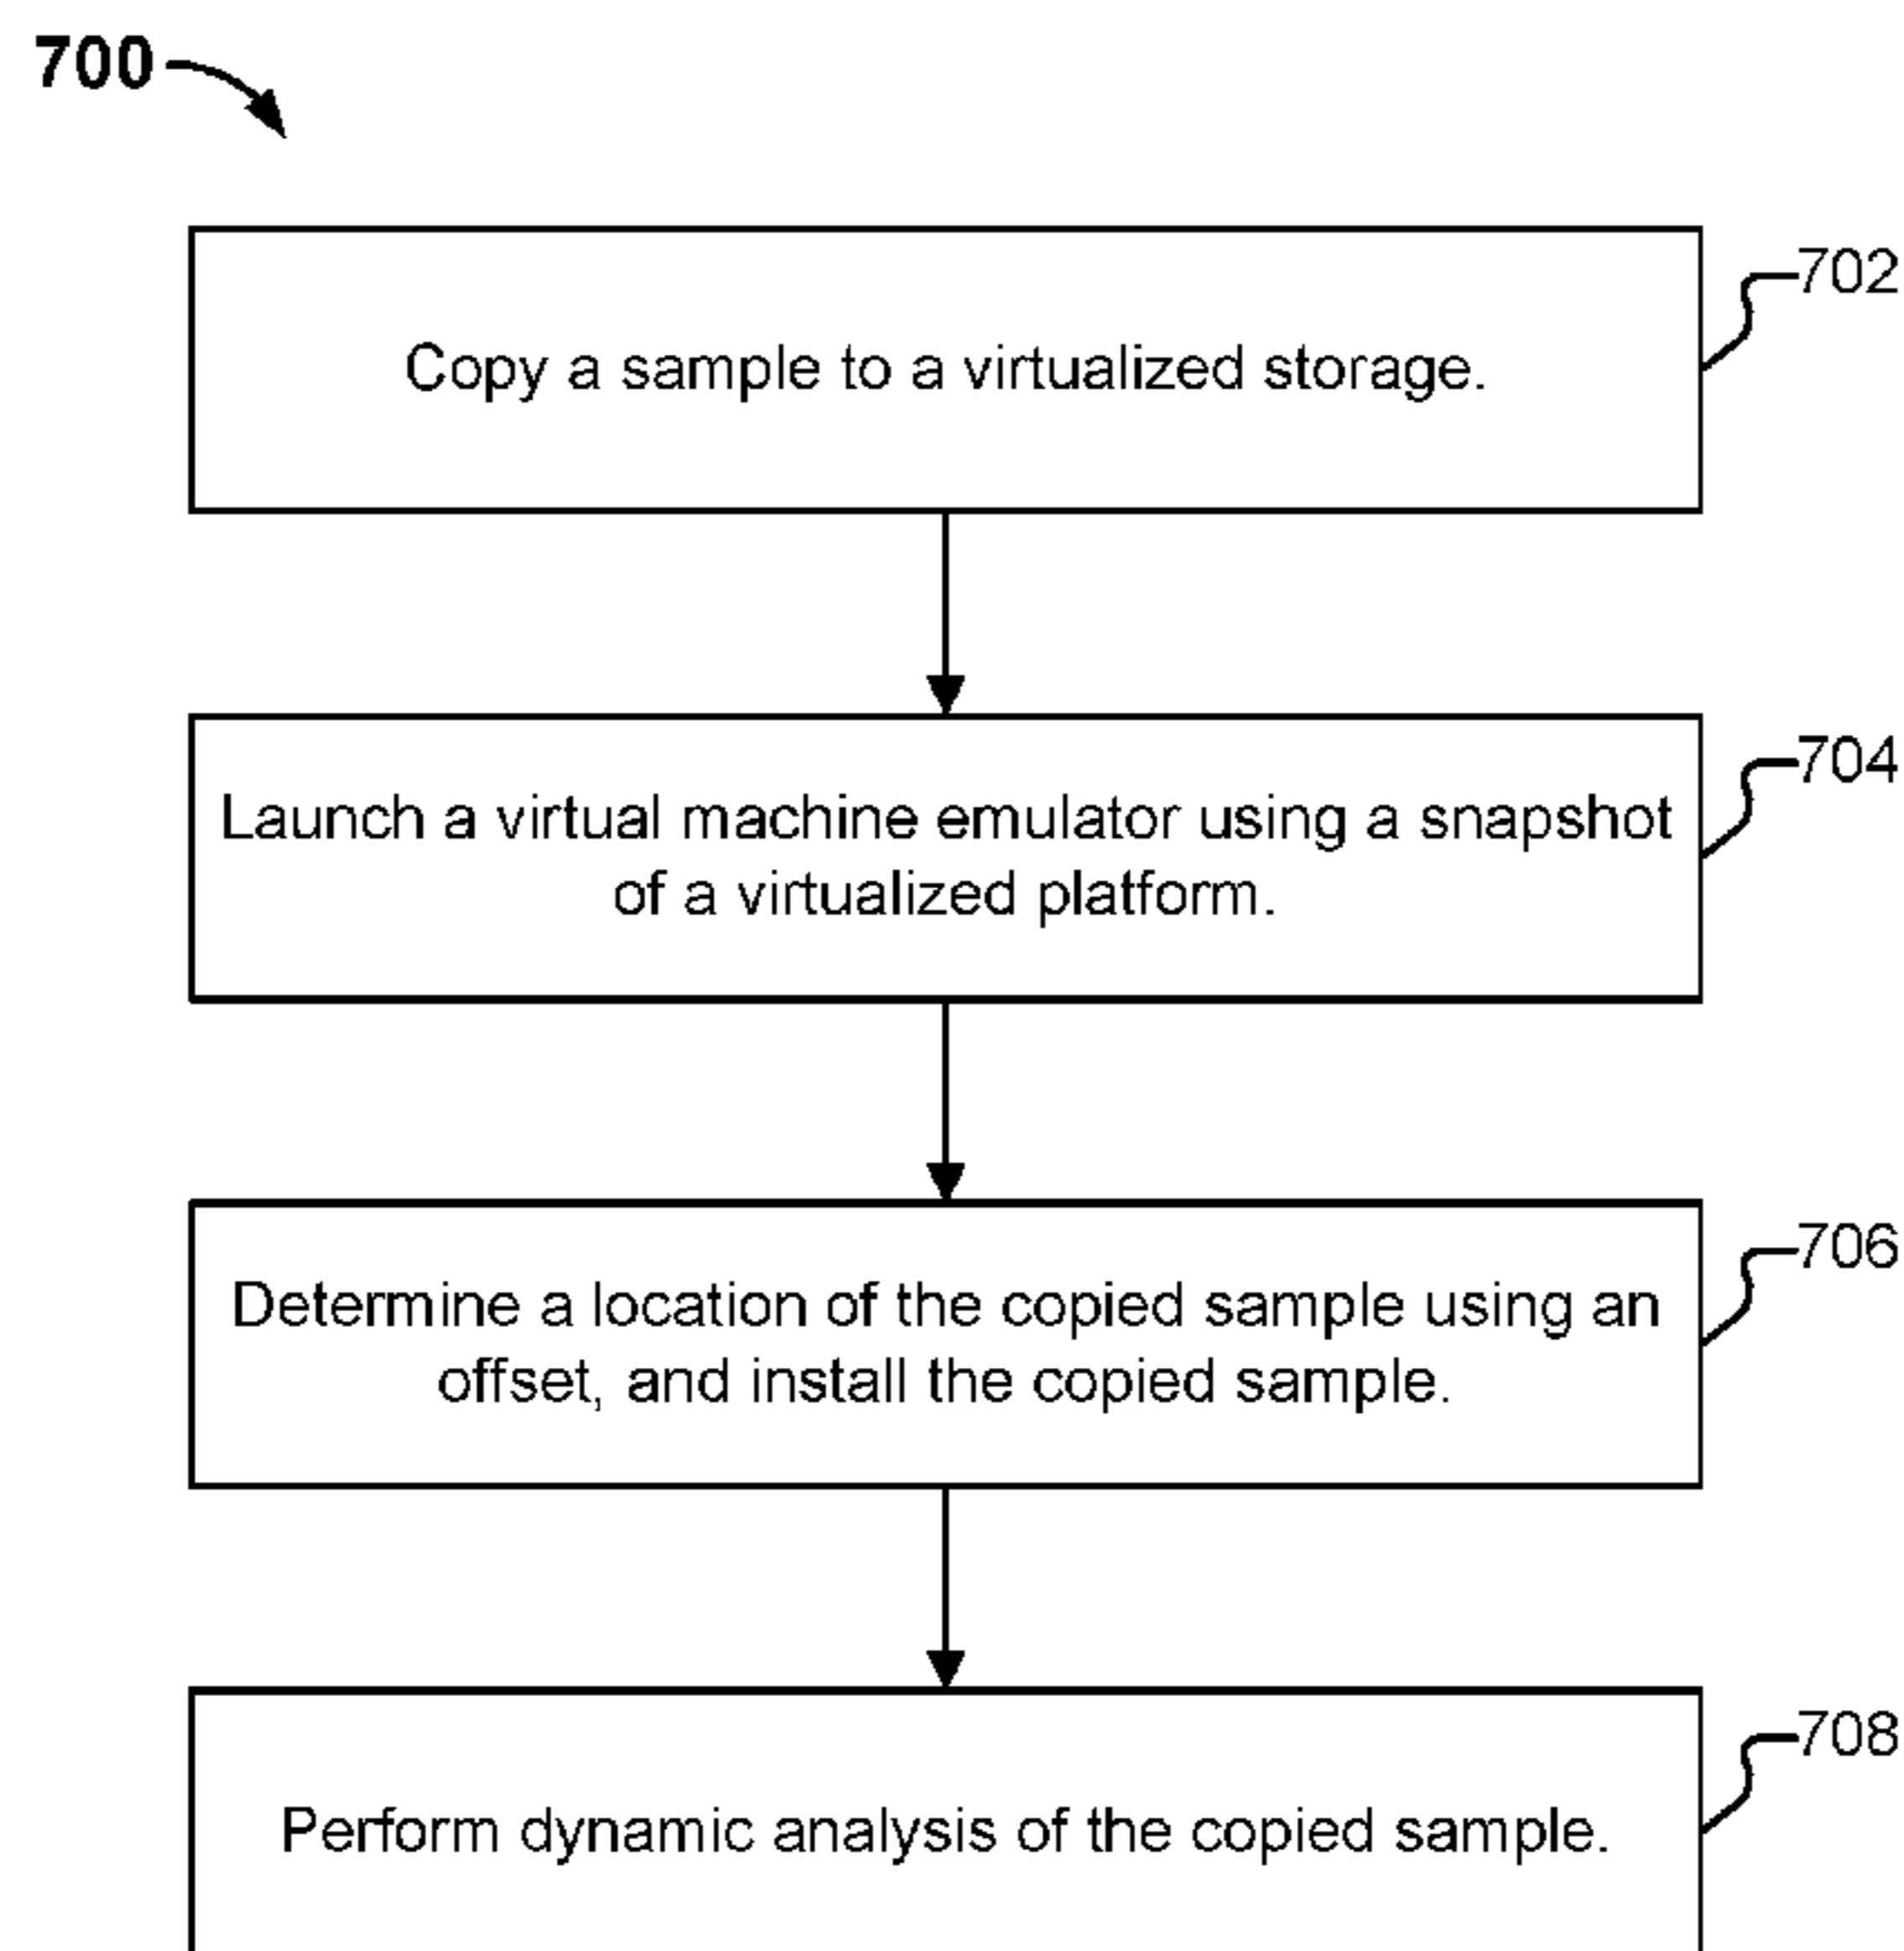 700
702
Copy a sample to a virtualized storage.
704
Launch a virtual machine emulator using a snapshot
of a virtualized platform.
706
Determine a location of the copied sample using an
offset, and install the copied sample.
708
Perform dynamic analysis of the copied sample.